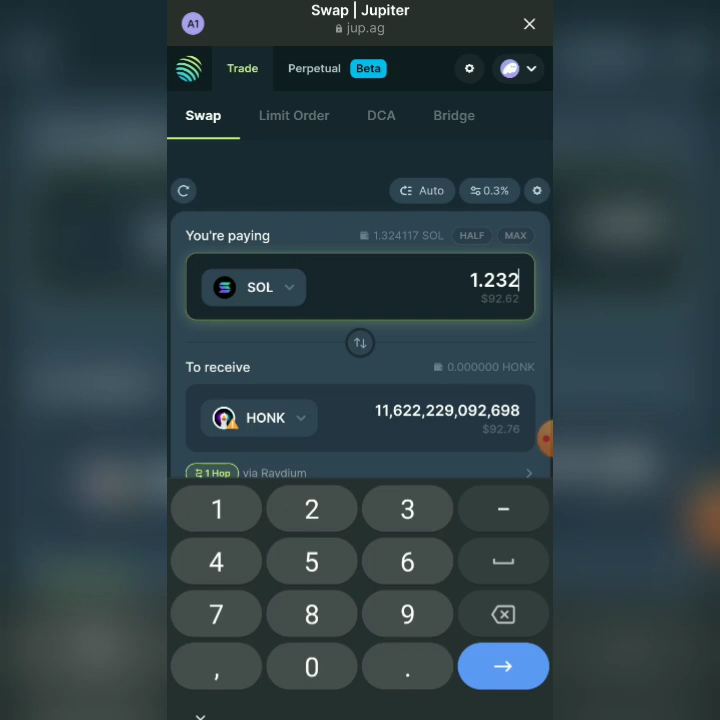 Swap | Jupiter
A1
jup.ag
Trade
Perpetual
Beta
Swap
Limit Order
DCA
Bridge
Auto
0.3%
You're paying
1.324117 SOL
HALF
MAX
SOL
1.232
$92.62
To receive
0.000000 HONK
HONK
11,622,229,092,698
$92.76
1 Hop
via Raydium
1 2 3 -
4 5 6
7 8 9
, 0 .